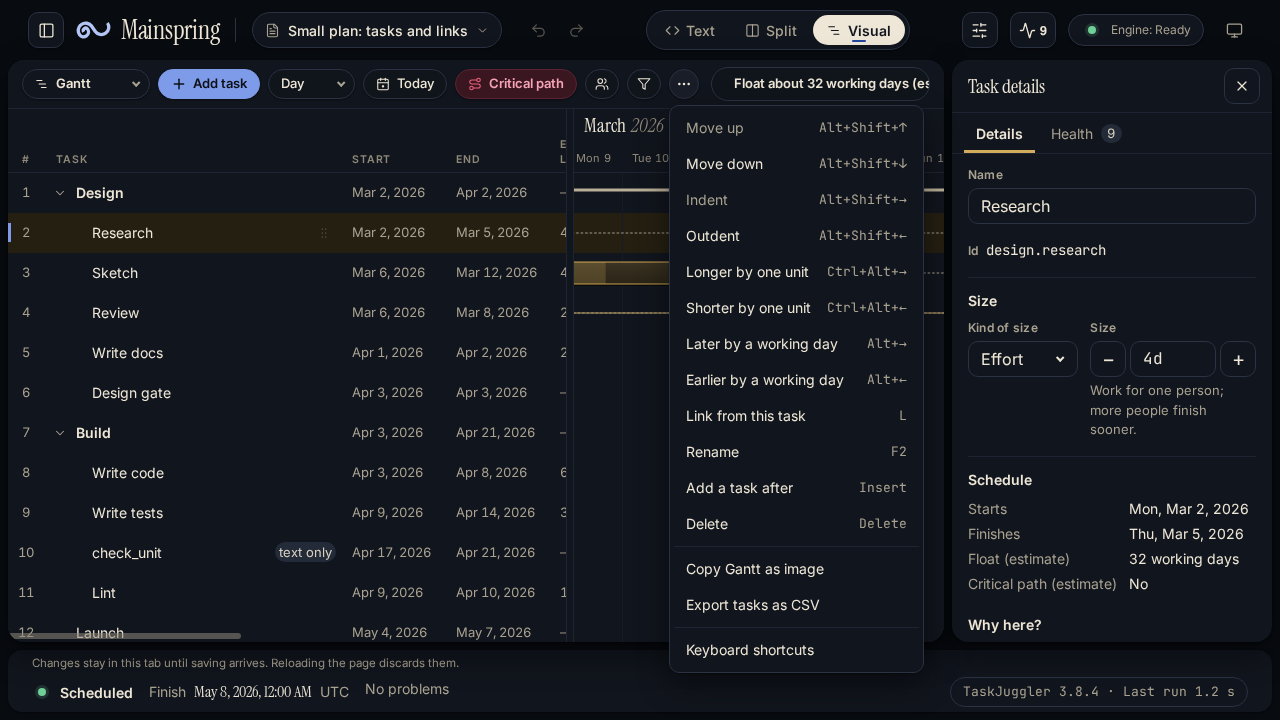 Mainspring
Small plan: tasks and links
Text
Split
Visual
9
Engine: Ready
Gantt
Add task
Day
Today
Critical path
Float about 32 working days (es
# TASK START END
March 2026
Mon 9 Tue 10
1 Design Mar 2, 2026 Apr 2, 2026 –
2 Research Mar 2, 2026 Mar 5, 2026 4
3 Sketch Mar 6, 2026 Mar 12, 2026 4
4 Review Mar 6, 2026 Mar 8, 2026 2
5 Write docs Apr 1, 2026 Apr 2, 2026 2
6 Design gate Apr 3, 2026 Apr 3, 2026 –
7 Build Apr 3, 2026 Apr 21, 2026 –
8 Write code Apr 3, 2026 Apr 8, 2026 6
9 Write tests Apr 9, 2026 Apr 14, 2026 3
10 check_unit text only Apr 17, 2026 Apr 21, 2026 –
11 Lint Apr 9, 2026 Apr 10, 2026 1
12 Launch May 4, 2026 May 7, 2026 –
Move up Alt+Shift+↑
Move down Alt+Shift+↓
Indent Alt+Shift+→
Outdent Alt+Shift+←
Longer by one unit Ctrl+Alt+→
Shorter by one unit Ctrl+Alt+←
Later by a working day Alt+→
Earlier by a working day Alt+←
Link from this task L
Rename F2
Add a task after Insert
Delete Delete
Copy Gantt as image
Export tasks as CSV
Keyboard shortcuts
Task details
Details
Health 9
Name
Research
Id design.research
Size
Kind of size Size
Effort
– 4d +
Work for one person;
more people finish
sooner.
Schedule
Starts Mon, Mar 2, 2026
Finishes Thu, Mar 5, 2026
Float (estimate) 32 working days
Critical path (estimate) No
Why here?
Changes stay in this tab until saving arrives. Reloading the page discards them.
Scheduled Finish May 8, 2026, 12:00 AM UTC No problems
TaskJuggler 3.8.4 · Last run 1.2 s